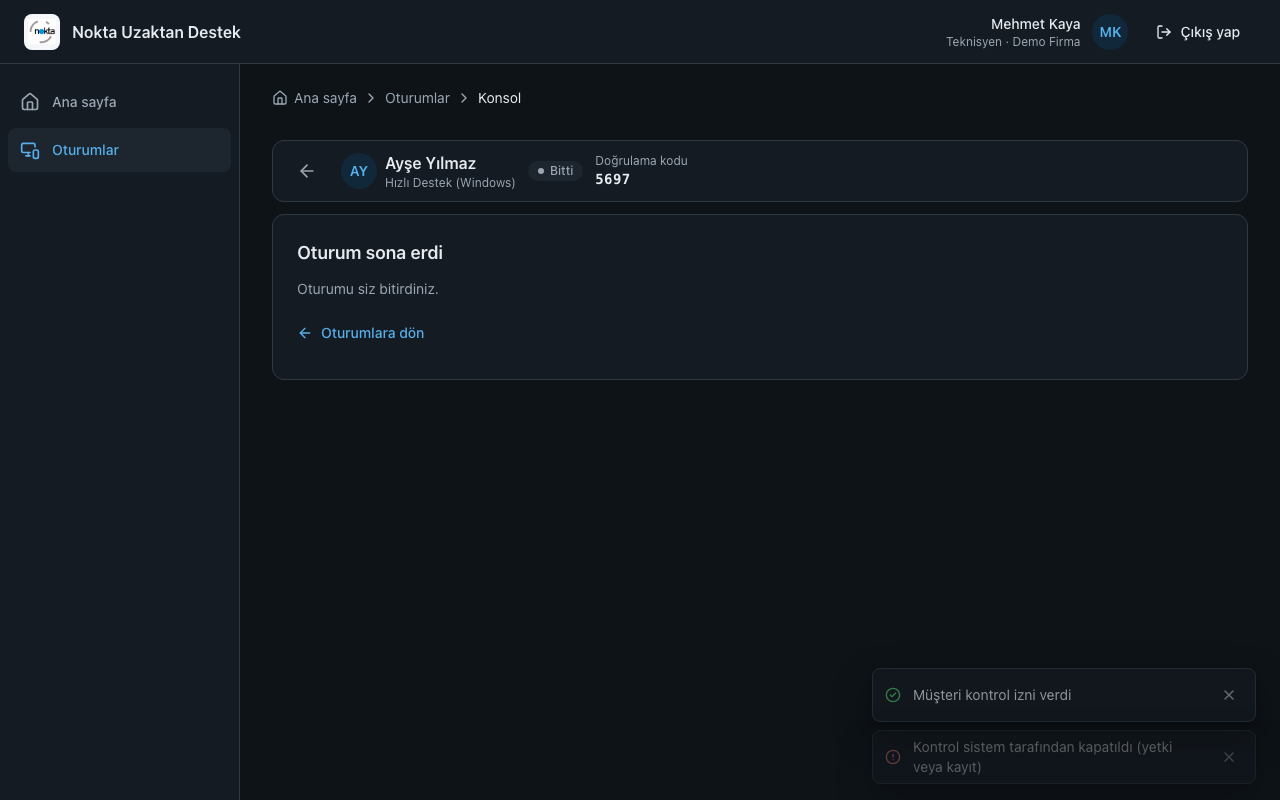 nokta
Nokta Uzaktan Destek
Mehmet Kaya
Teknisyen · Demo Firma
MK
Çıkış yap
Ana sayfa
Oturumlar
Ana sayfa
Oturumlar
Konsol
AY
Ayşe Yılmaz
Hızlı Destek (Windows)
Bitti
Doğrulama kodu
5697
Oturum sona erdi
Oturumu siz bitirdiniz.
Oturumlara dön
Müşteri kontrol izni verdi
Kontrol sistem tarafından kapatıldı (yetki
veya kayıt)